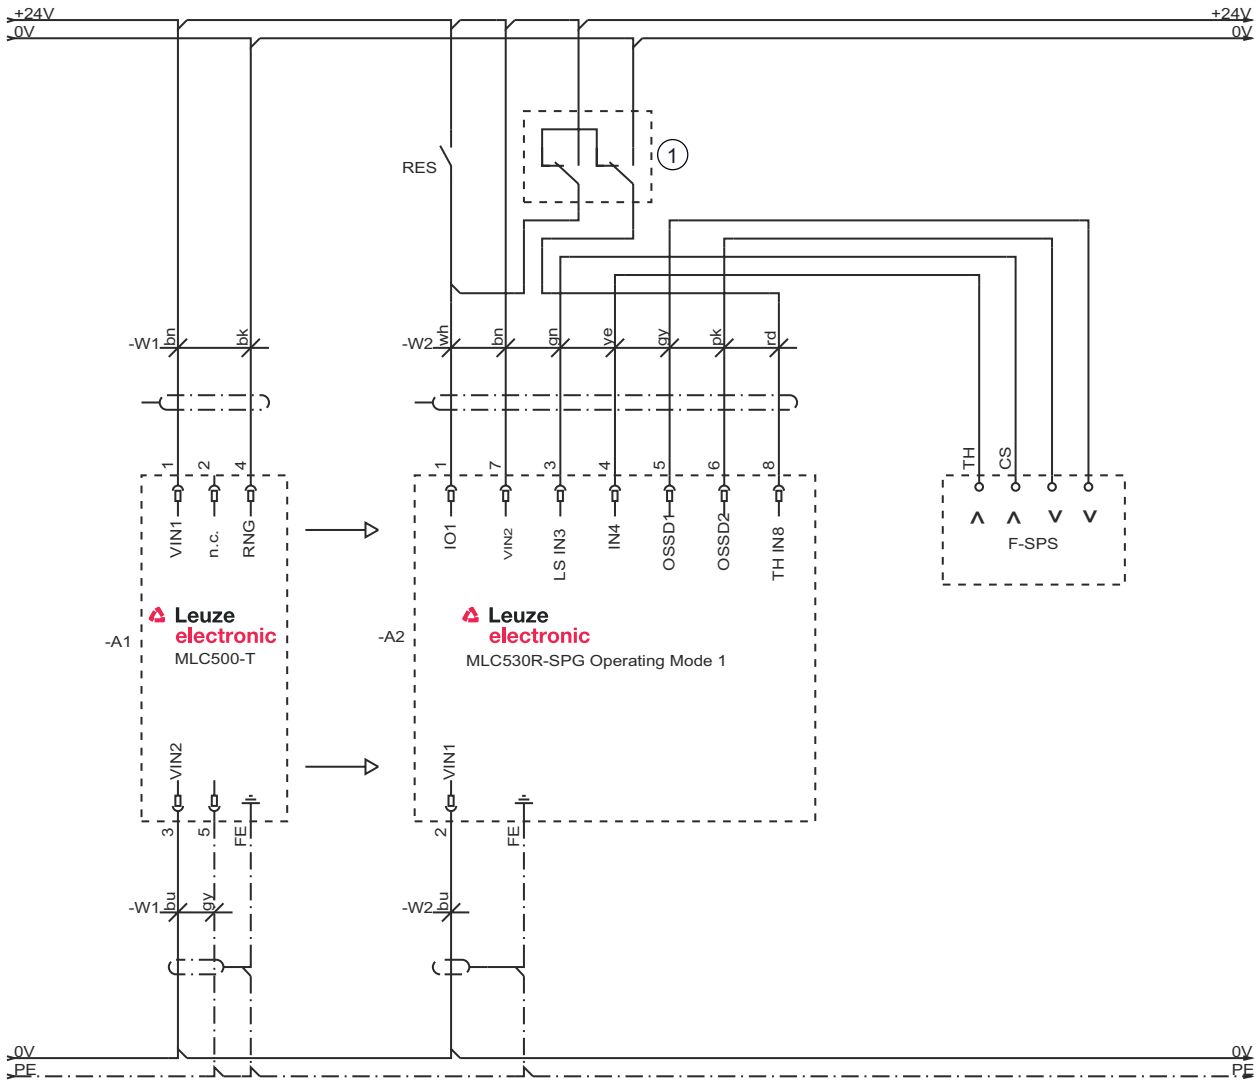 +24V
+24V
0V
0V
1
RES
-W1
bn
bk
-W2
wh
bn
gn
ye
gy
pk
rd
1
2
4
1
7
3
4
5
6
8
TH
CS
VIN1
n.c.
RNG
IO1
VIN2
LS IN3
IN4
OSSD1
OSSD2
TH IN8
F-SPS
Leuze
electronic
MLC500-T
-A1
Leuze
electronic
MLC530R-SPG Operating Mode 1
-A2
VIN2
VIN1
3
5
FE
2
FE
-W1
bu
gy
-W2
bu
0V
0V
PE
PE